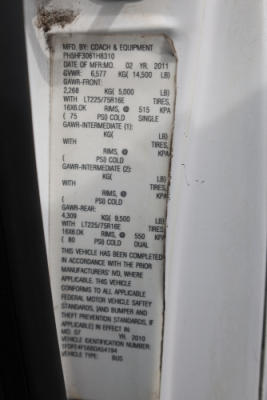 MFD. BY: COACH & EQUIPMENT
PH5HF3061H8310
DATE OF MFR:MO. 02 YR. 2011
GVWR: 6,577 KG( 14,500 LB)
GAWR-FRONT:
2,268 KG( 5,000 LB)
WITH LT225/75R16E TIRES,
16X6.0K RIMS, @ 515 KPA
( 75 PSI) COLD SINGLE
GAWR-INTERMEDIATE (1):
KG( LB)
WITH TIRES,
RIMS, @ KPA
( PSI) COLD
GAWR-INTERMEDIATE (2):
KG( LB)
WITH TIRES,
RIMS, @ KPA
( PSI) COLD
GAWR-REAR:
4,309 KG( 9,500 LB)
WITH LT225/75R16E TIRES,
16X6.0K RIMS, @ 550 KPA
( 80 PSI) COLD DUAL
THIS VEHICLE HAS BEEN COMPLETED
IN ACCORDANCE WITH THE PRIOR
MANUFACTURERS' IVD, WHERE
APPLICABLE. THIS VEHICLE
CONFORMS TO ALL APPLICABLE
FEDERAL MOTOR VEHICLE SAFTEY
STANDARDS, [AND BUMPER AND
THEFT PREVENTION STANDARDS, IF
APPLICABLE] IN EFFECT IN
MO. 07 YR. 2010
VEHICLE IDENTIFICATION NUMBER:
VEHICLE TYPE: BUS